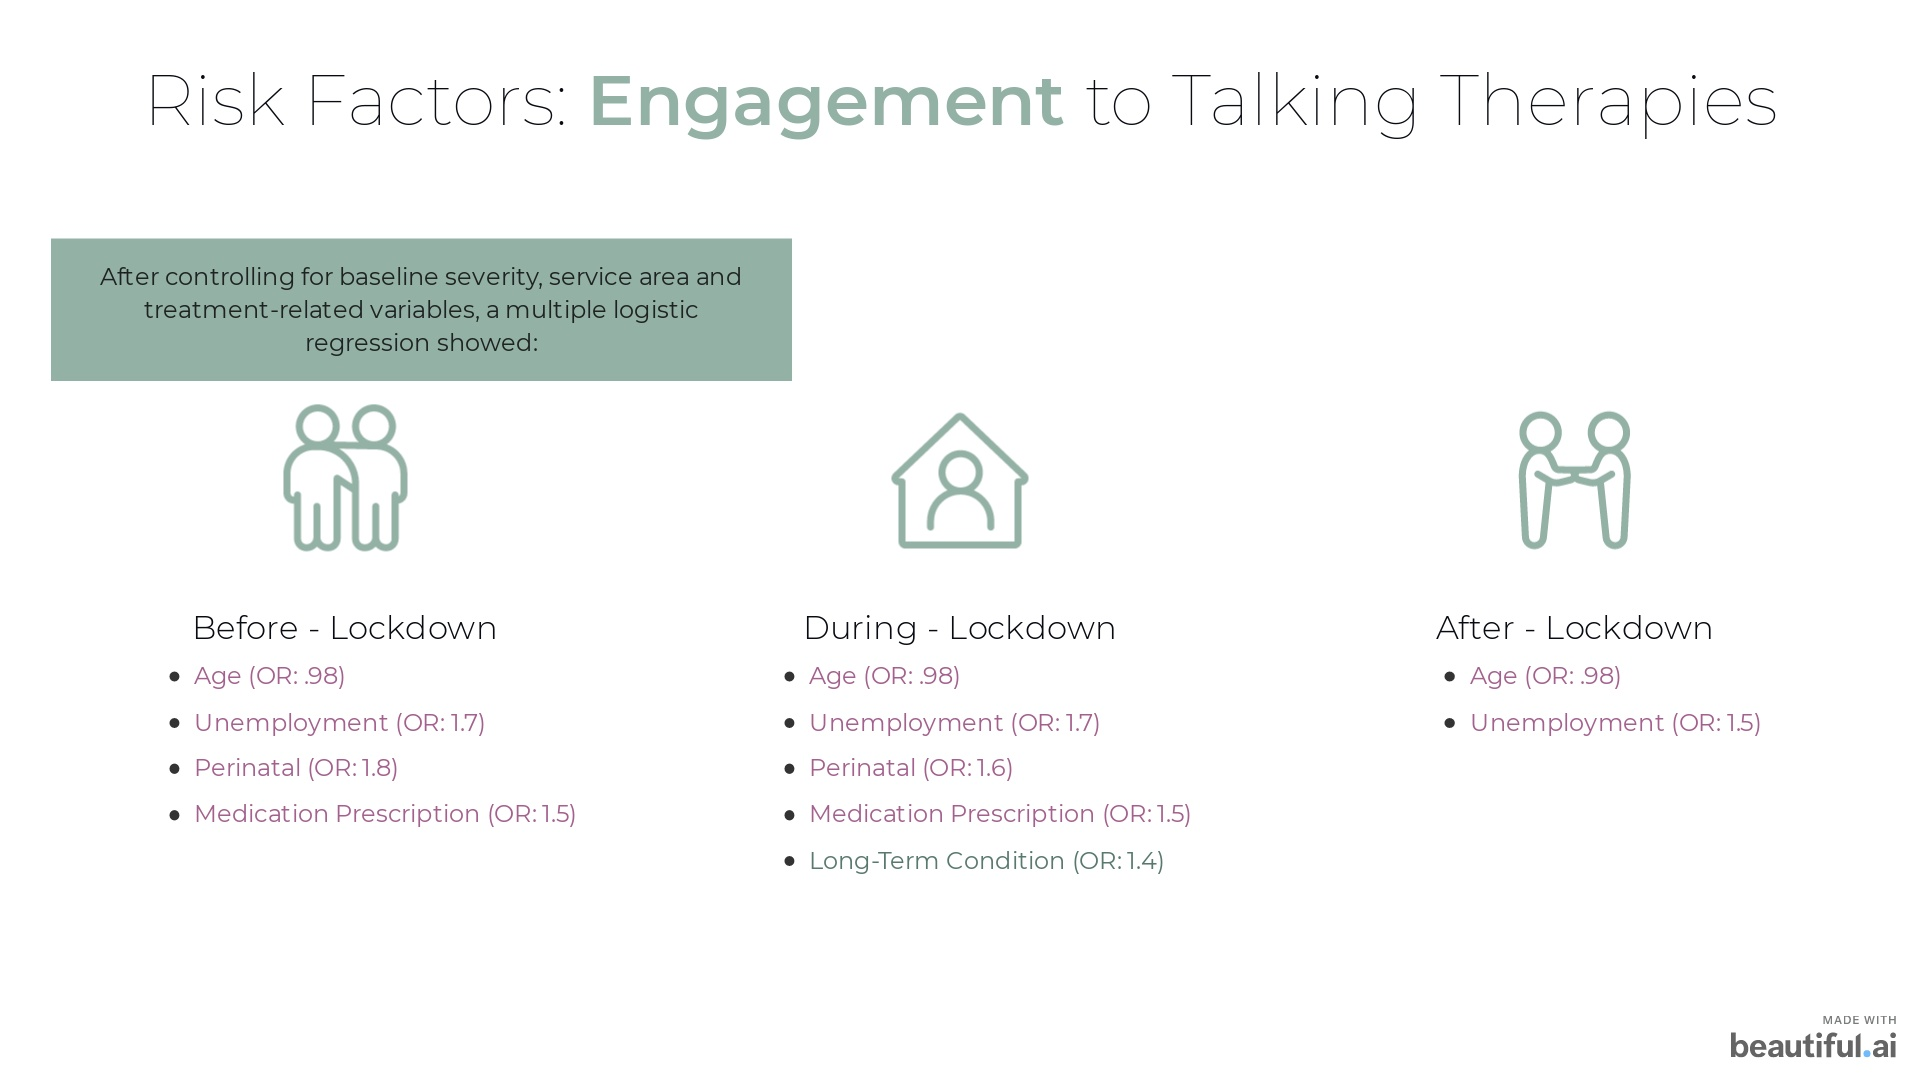 Risk Factors: Engagement to Talking Therapies
After controlling for baseline severity, service area and
treatment-related variables, a multiple logistic
regression showed:
Before - Lockdown
• Age (OR: .98)
• Unemployment (OR: 1.7)
• Perinatal (OR: 1.8)
• Medication Prescription (OR: 1.5)
During - Lockdown
• Age (OR: .98)
• Unemployment (OR: 1.7)
• Perinatal (OR: 1.6)
• Medication Prescription (OR: 1.5)
• Long-Term Condition (OR: 1.4)
After - Lockdown
• Age (OR: .98)
• Unemployment (OR: 1.5)
MADE WITH
beautiful.ai